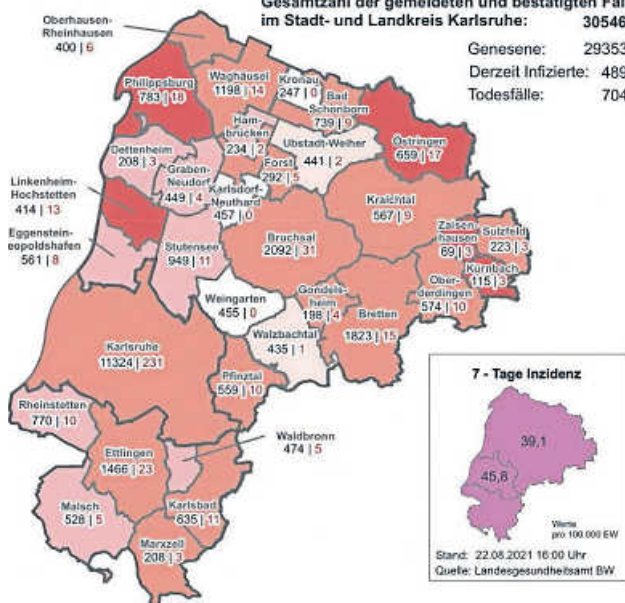 Gesamtzahl der gemeldeten und bestätigten Fäl
im Stadt- und Landkreis Karlsruhe: 30546
Genesene: 29353
Derzeit Infizierte: 489
Todesfälle: 704
Oberhausen-
Rheinhausen
400 | 6
Philippsburg
783 | 18
Waghäusel
1198 | 14
Kronau
247 | 0
Bad
Schönborn
739 | 9
Östringen
659 | 17
Ham-
brücken
234 | 2
Ubstadt-Weiher
441 | 2
Dettenheim
208 | 3
Graben-
Neudorf
449 | 4
Forst
292 | 5
Karlsdorf-
Neuthard
457 | 0
Linkenheim-
Hochstetten
414 | 13
Kraichtal
567 | 9
Eggenstein-
eopoldshafen
561 | 8
Stutensee
949 | 11
Bruchsal
2092 | 31
Zaisen-
hausen
69 | 3
Sulzfeld
223 | 3
Kürnbach
115 | 3
Ober-
derdingen
574 | 10
Weingarten
455 | 0
Gondels-
heim
198 | 4
Bretten
1823 | 15
Walzbachtal
435 | 1
Karlsruhe
11324 | 231
Pfinztal
559 | 10
Rheinstetten
770 | 10
Waldbronn
474 | 5
Ettlingen
1466 | 23
Malsch
528 | 5
Karlsbad
635 | 11
Marxzell
208 | 3
7 - Tage Inzidenz
39,1
45,8
Werte
pro 100.000 EW
Stand: 22.08.2021 16:00 Uhr
Quelle: Landesgesundheitsamt BW